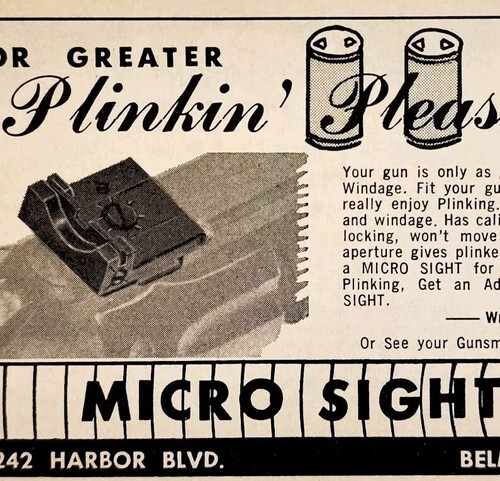 OR GREATER
Plinkin' Pleas
Your gun is only as
Windage. Fit your gu
really enjoy Plinking.
and windage. Has cali
locking, won't move
aperture gives plinke
a MICRO SIGHT for
Plinking, Get an Ad
SIGHT.
— Wr
Or See your Gunsm
MICRO SIGHT
242 HARBOR BLVD. BELM